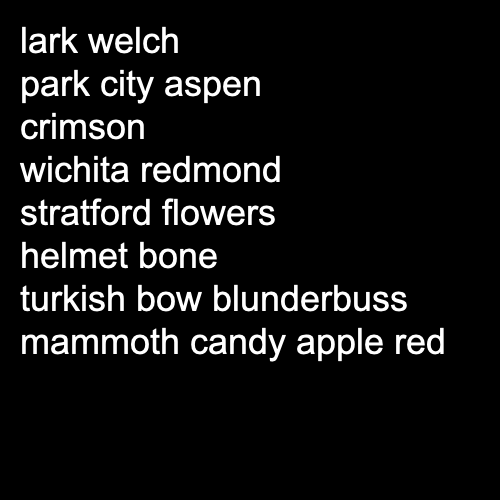 lark welch
park city aspen
crimson
wichita redmond
stratford flowers
helmet bone
turkish bow blunderbuss
mammoth candy apple red